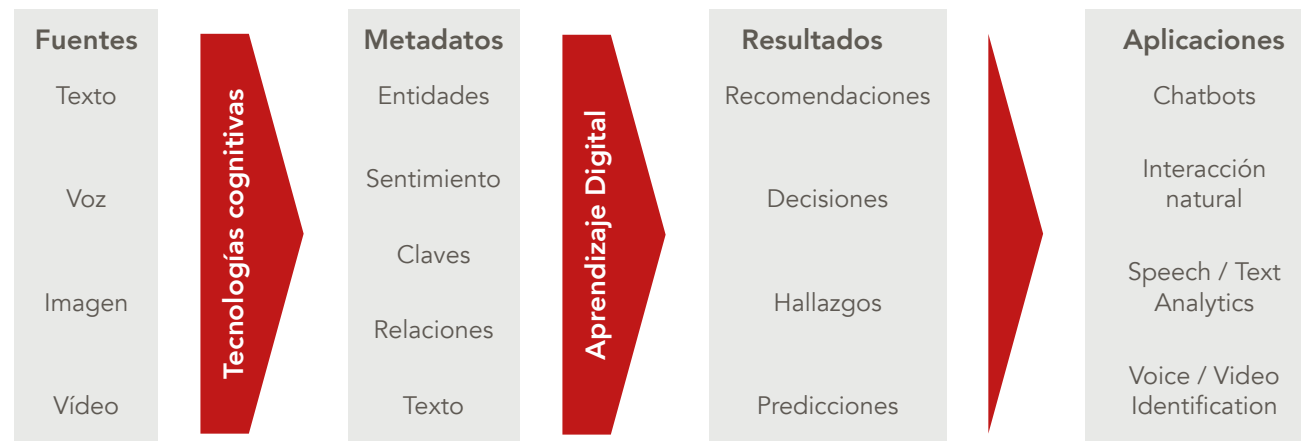 Fuentes
Texto
Voz
Imagen
Vídeo
Tecnologías cognitivas
Metadatos
Entidades
Sentimiento
Claves
Relaciones
Texto
Aprendizaje Digital
Resultados
Recomendaciones
Decisiones
Hallazgos
Predicciones
Aplicaciones
Chatbots
Interacción
natural
Speech / Text
Analytics
Voice / Video
Identification